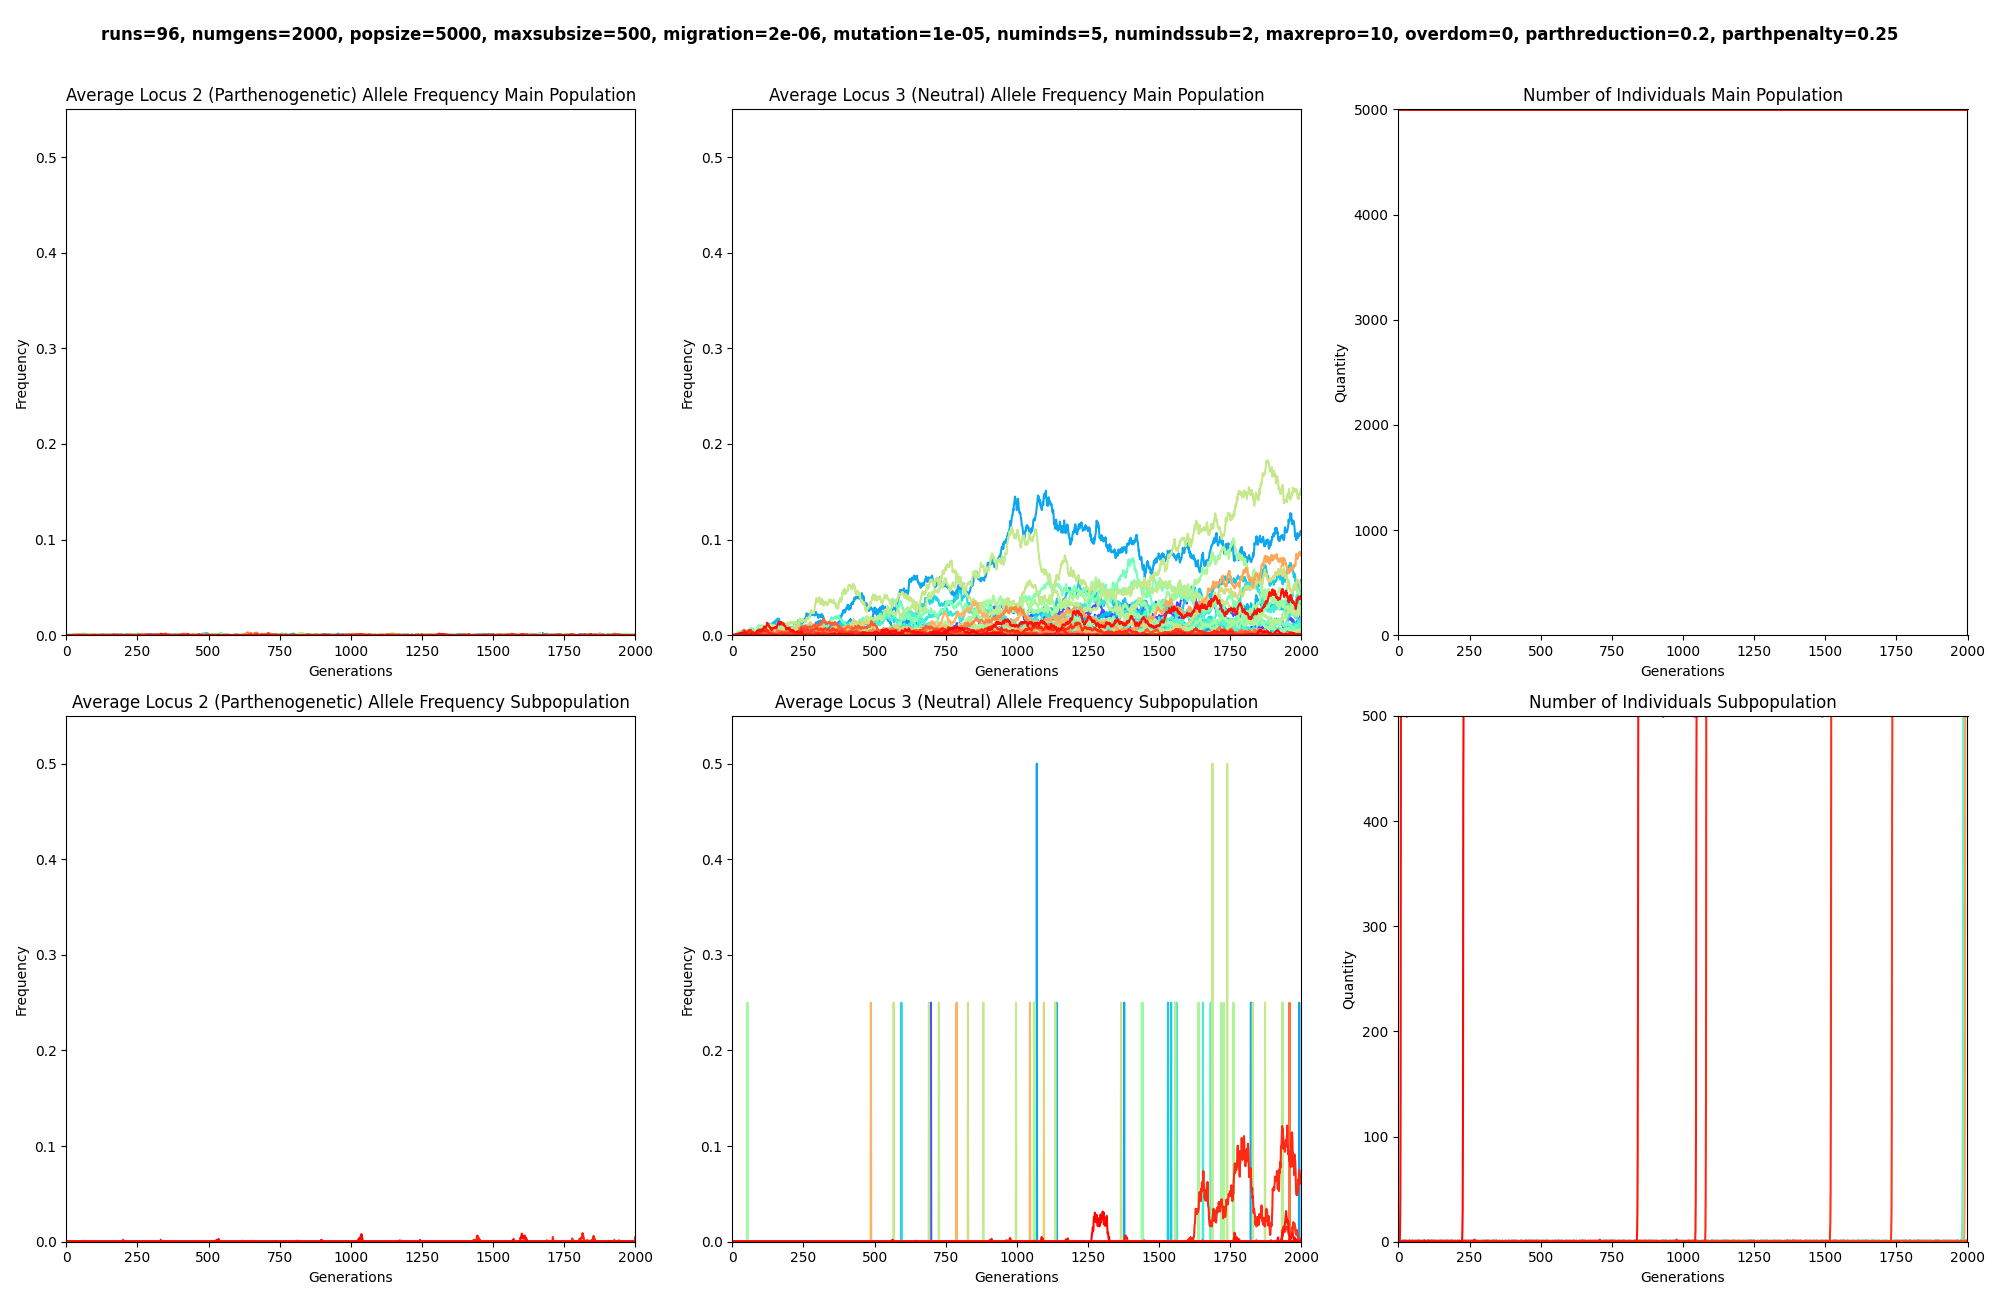 runs=96, numgens=2000, popsize=5000, maxsubsize=500, migration=2e-06, mutation=1e-05, numinds=5, numindssub=2, maxrepro=10, overdom=0, parthreduction=0.2, parthpenalty=0.25
Average Locus 2 (Parthenogenetic) Allele Frequency Main Population
0.5
0.4
0.3
0.2
0.1
0.0
Frequency
0 250 500 750 1000 1250 1500 1750 2000
Generations
Average Locus 3 (Neutral) Allele Frequency Main Population
0.5
0.4
0.3
0.2
0.1
0.0
Frequency
0 250 500 750 1000 1250 1500 1750 2000
Generations
Number of Individuals Main Population
5000
4000
3000
2000
1000
0
Quantity
0 250 500 750 1000 1250 1500 1750 2000
Generations
Average Locus 2 (Parthenogenetic) Allele Frequency Subpopulation
0.5
0.4
0.3
0.2
0.1
0.0
Frequency
0 250 500 750 1000 1250 1500 1750 2000
Generations
Average Locus 3 (Neutral) Allele Frequency Subpopulation
0.5
0.4
0.3
0.2
0.1
0.0
Frequency
0 250 500 750 1000 1250 1500 1750 2000
Generations
Number of Individuals Subpopulation
500
400
300
200
100
0
Quantity
0 250 500 750 1000 1250 1500 1750 2000
Generations